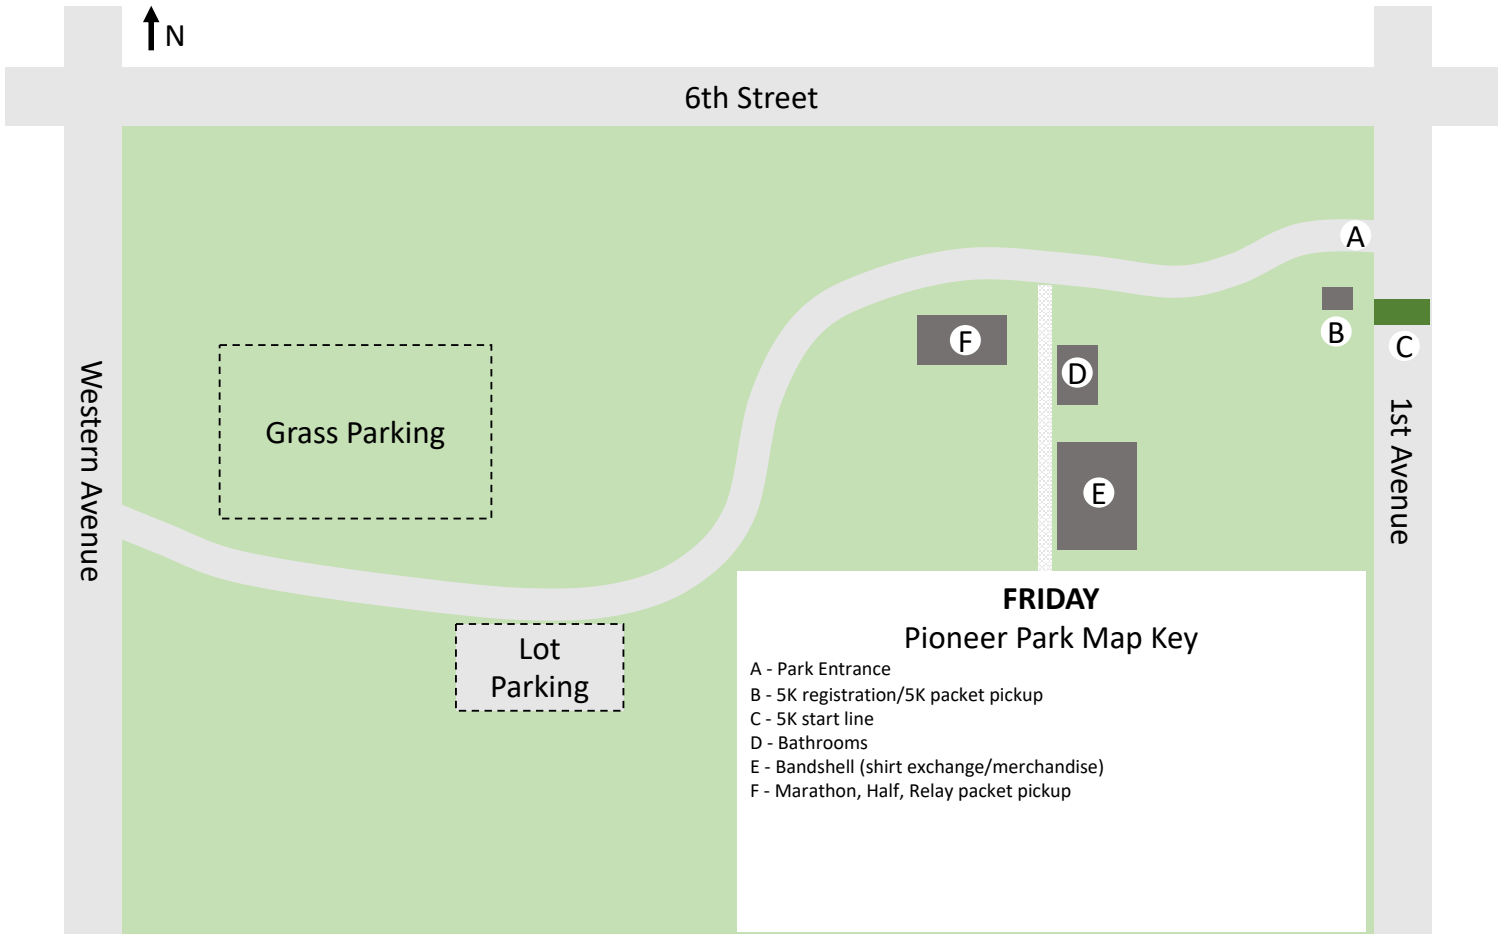 N
6th Street
A
B
C
F
D
E
Western Avenue
Grass Parking
1st Avenue
Lot
Parking
FRIDAY
Pioneer Park Map Key
A - Park Entrance
B - 5K registration/5K packet pickup
C - 5K start line
D - Bathrooms
E - Bandshell (shirt exchange/merchandise)
F - Marathon, Half, Relay packet pickup